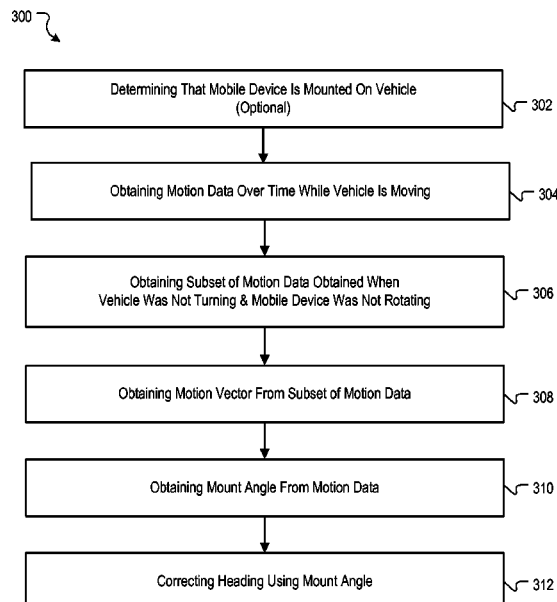 300
Determining That Mobile Device Is Mounted On Vehicle
(Optional)
302
Obtaining Motion Data Over Time While Vehicle Is Moving
304
Obtaining Subset of Motion Data Obtained When
Vehicle Was Not Turning & Mobile Device Was Not Rotating
306
Obtaining Motion Vector From Subset of Motion Data
308
Obtaining Mount Angle From Motion Data
310
Correcting Heading Using Mount Angle
312